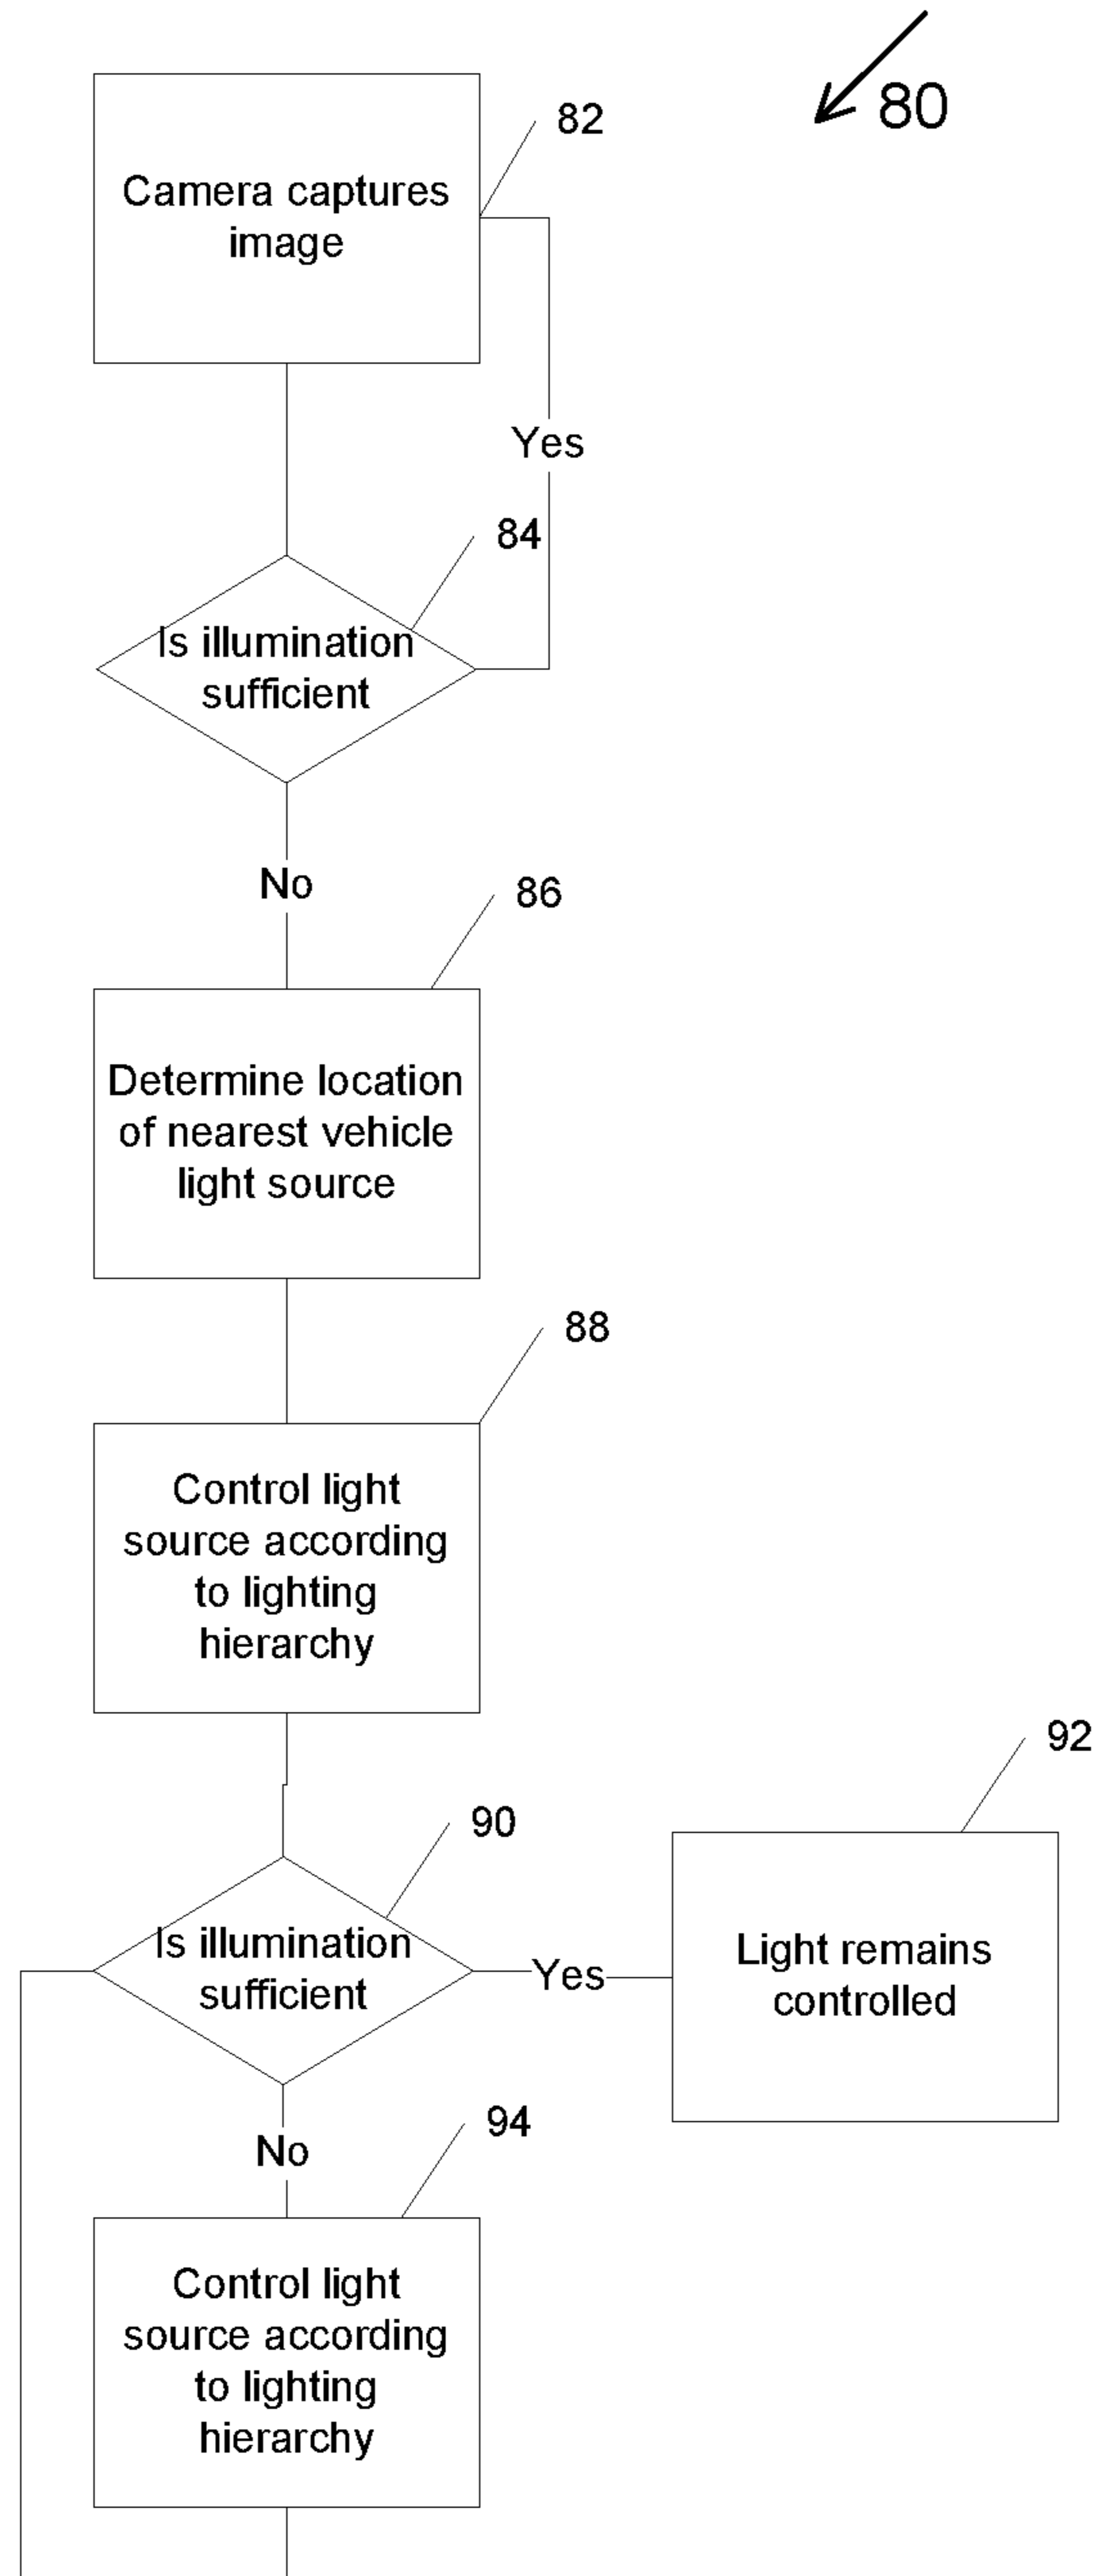 80
82
Camera captures
image
Yes
84
Is illumination
sufficient
No
86
Determine location
of nearest vehicle
light source
88
Control light
source according
to lighting
hierarchy
92
90
Is illumination
sufficient
Yes
Light remains
controlled
94
No
Control light
source according
to lighting
hierarchy